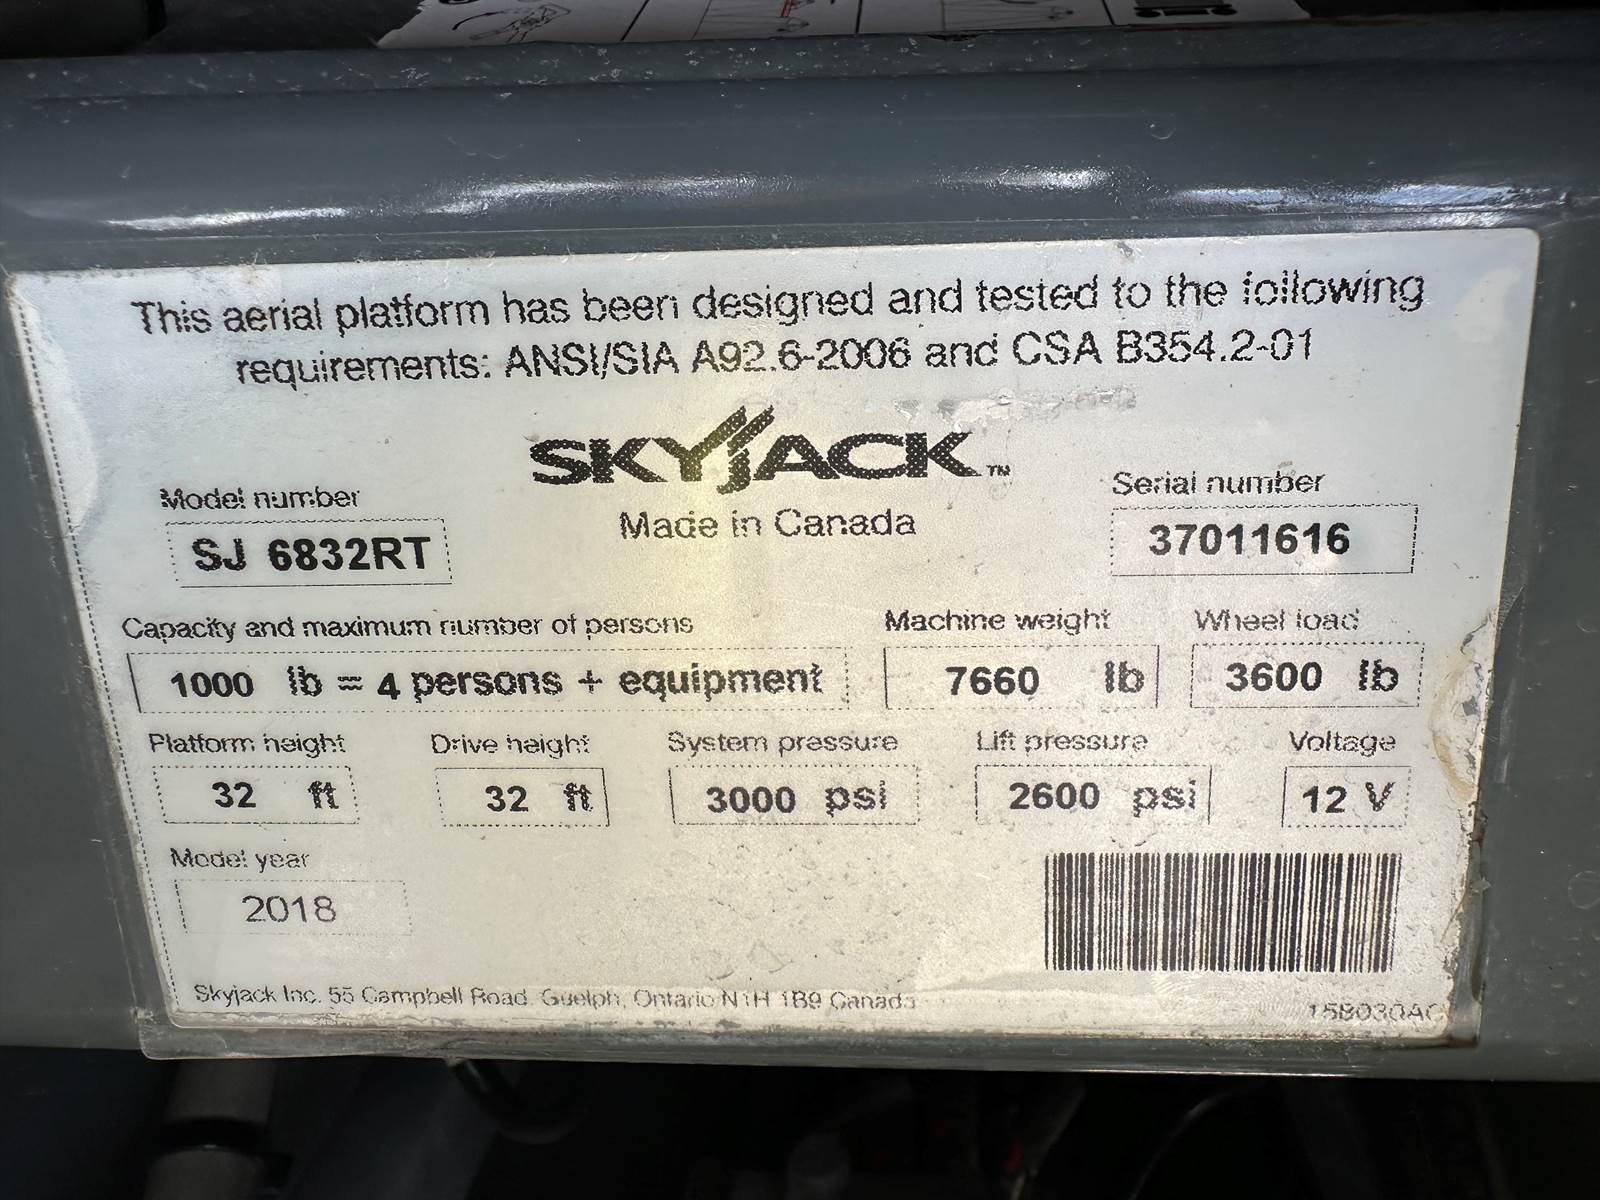 This aerial platform has been designed and tested to the following
requirements: ANSI/SIA A92.6-2006 and CSA B354.2-01
SKYJACK™
Made in Canada
Model number
SJ 6832RT
Serial number
37011616
Capacity and maximum number of persons
1000 lb = 4 persons + equipment
Machine weight
7660 lb
Wheel load
3600 lb
Platform height
32 ft
Drive height
32 ft
System pressure
3000 psi
Lift pressure
2600 psi
Voltage
12 V
Model year
2018
Skyjack Inc. 55 Campbell Road, Guelph, Ontario N1H 1B9 Canada